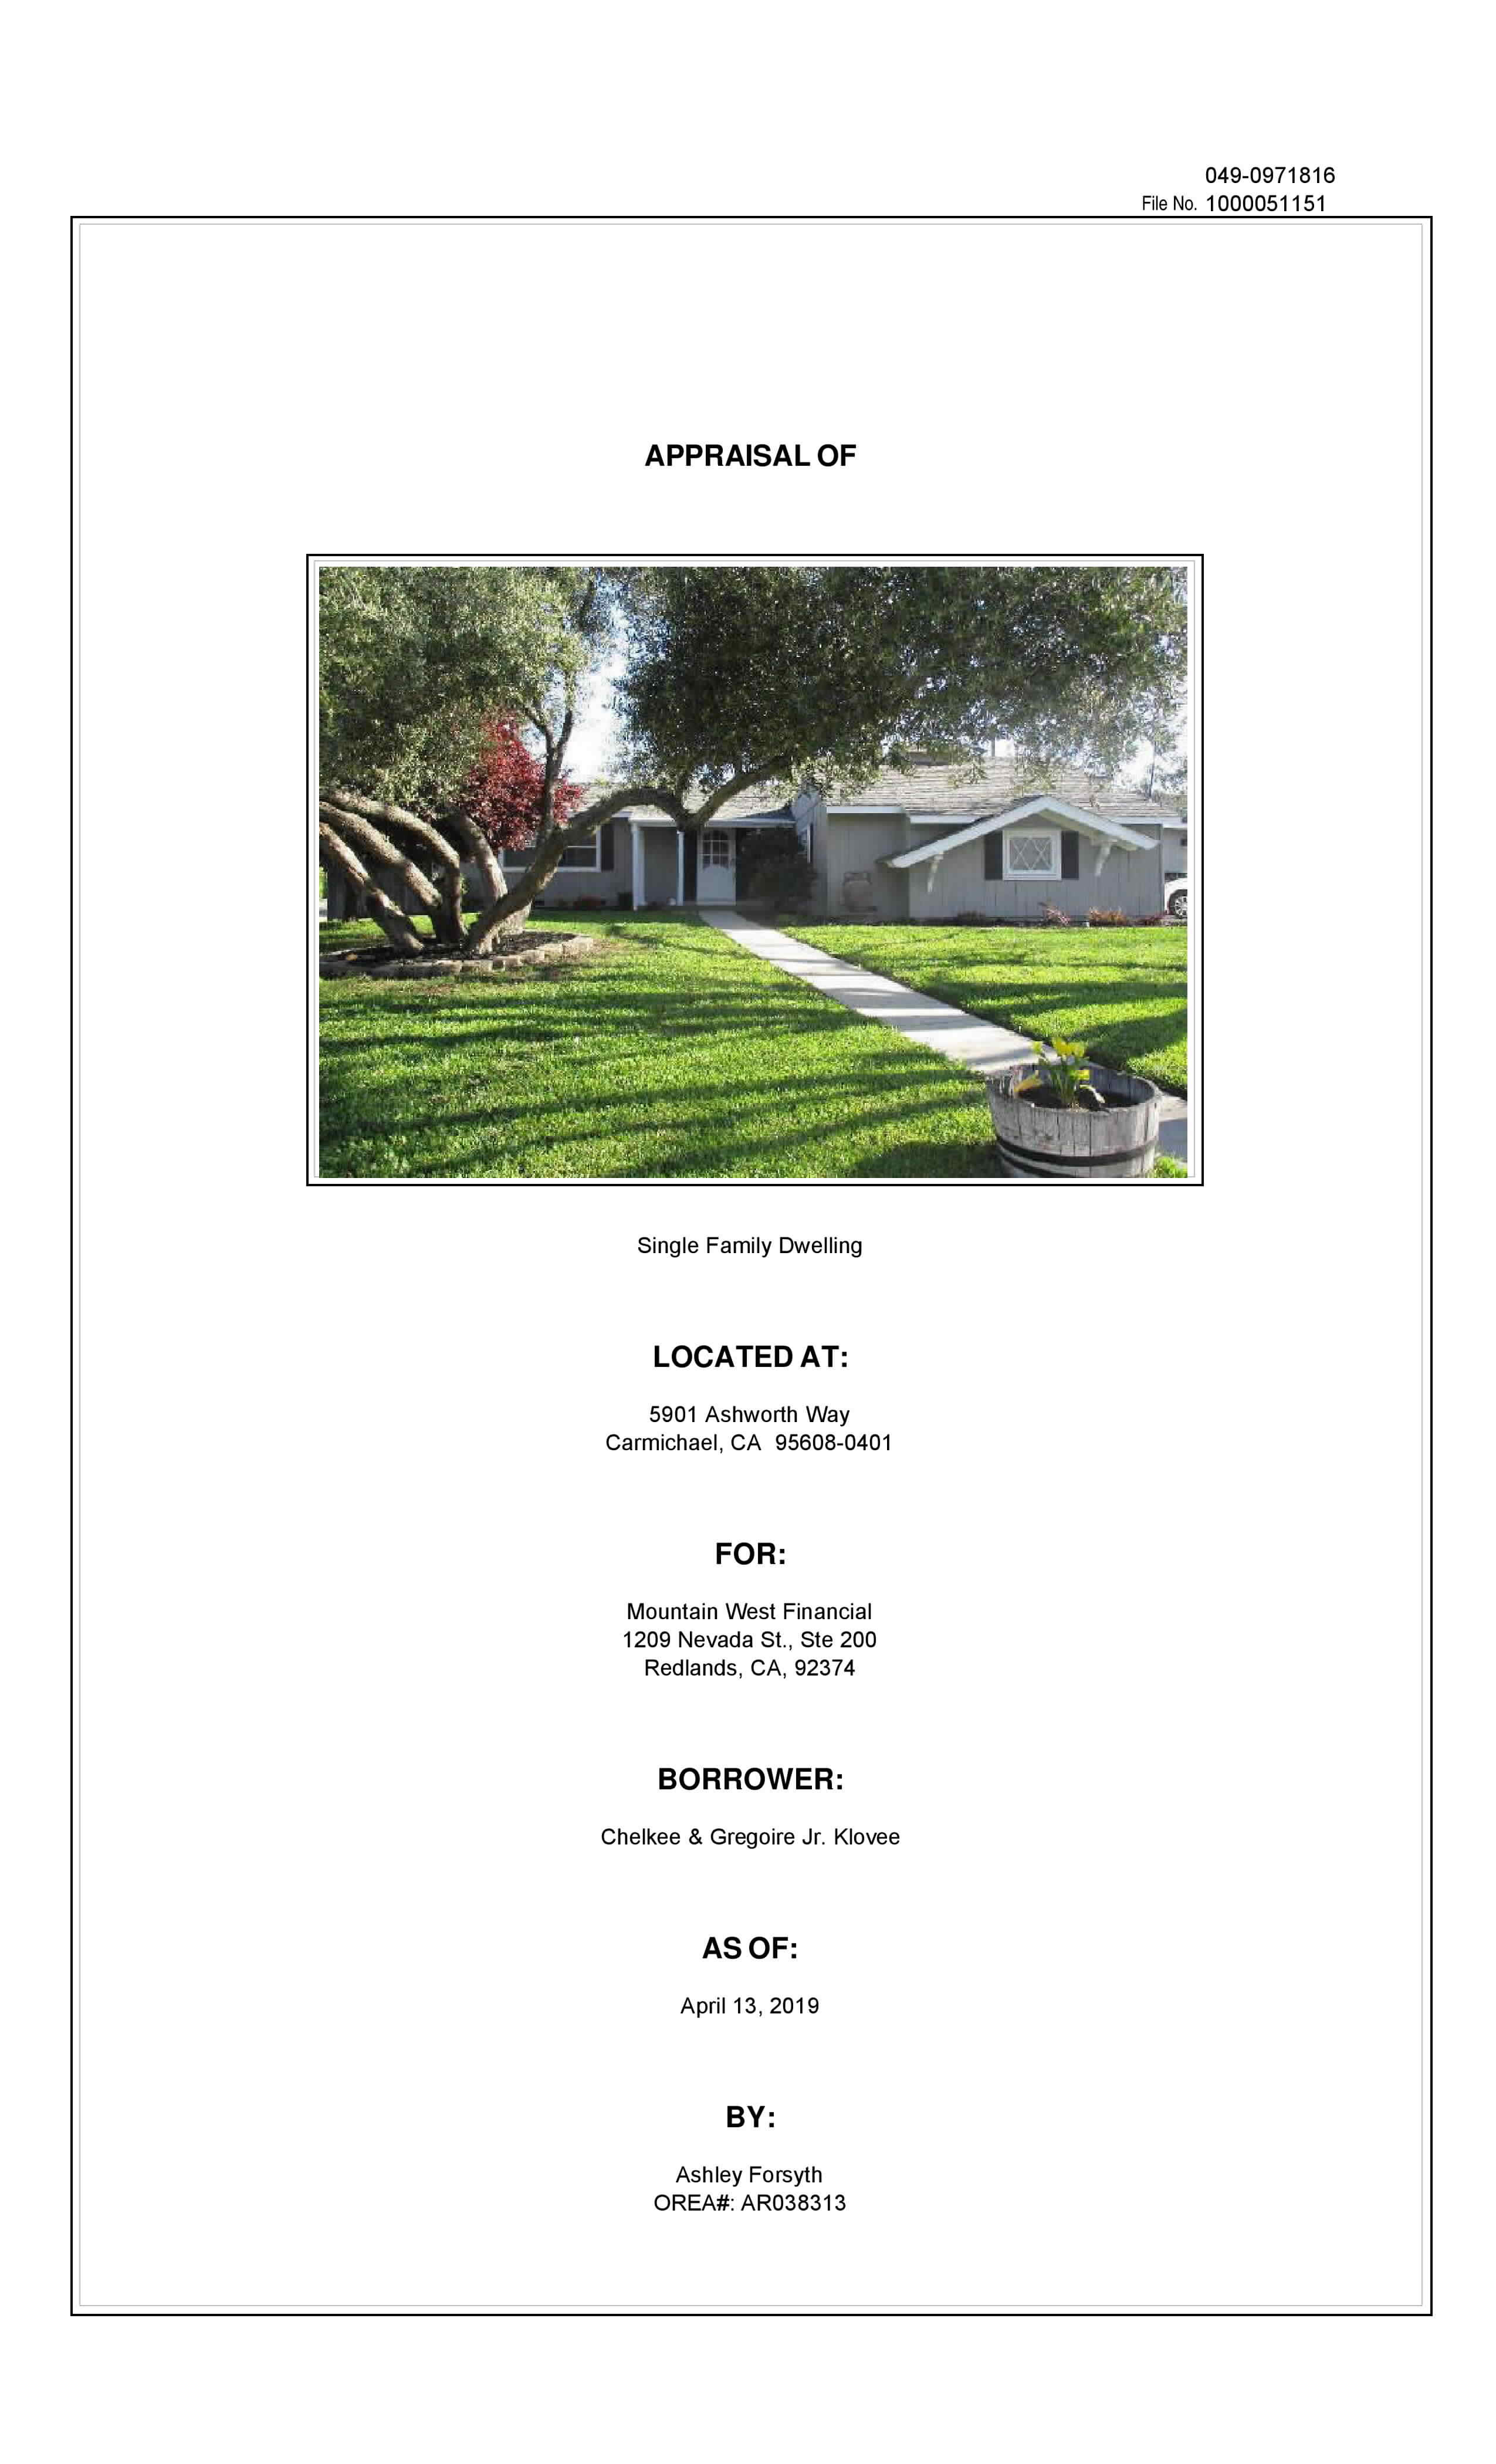 049-0971816
File No. 1000051151
APPRAISAL OF
Single Family Dwelling
LOCATED AT:
5901 Ashworth Way
Carmichael, CA  95608-0401
FOR:
Mountain West Financial
1209 Nevada St., Ste 200
Redlands, CA, 92374
BORROWER:
Chelkee & Gregoire Jr. Klovee
AS OF:
April 13, 2019
BY:
Ashley Forsyth
OREA#: AR038313